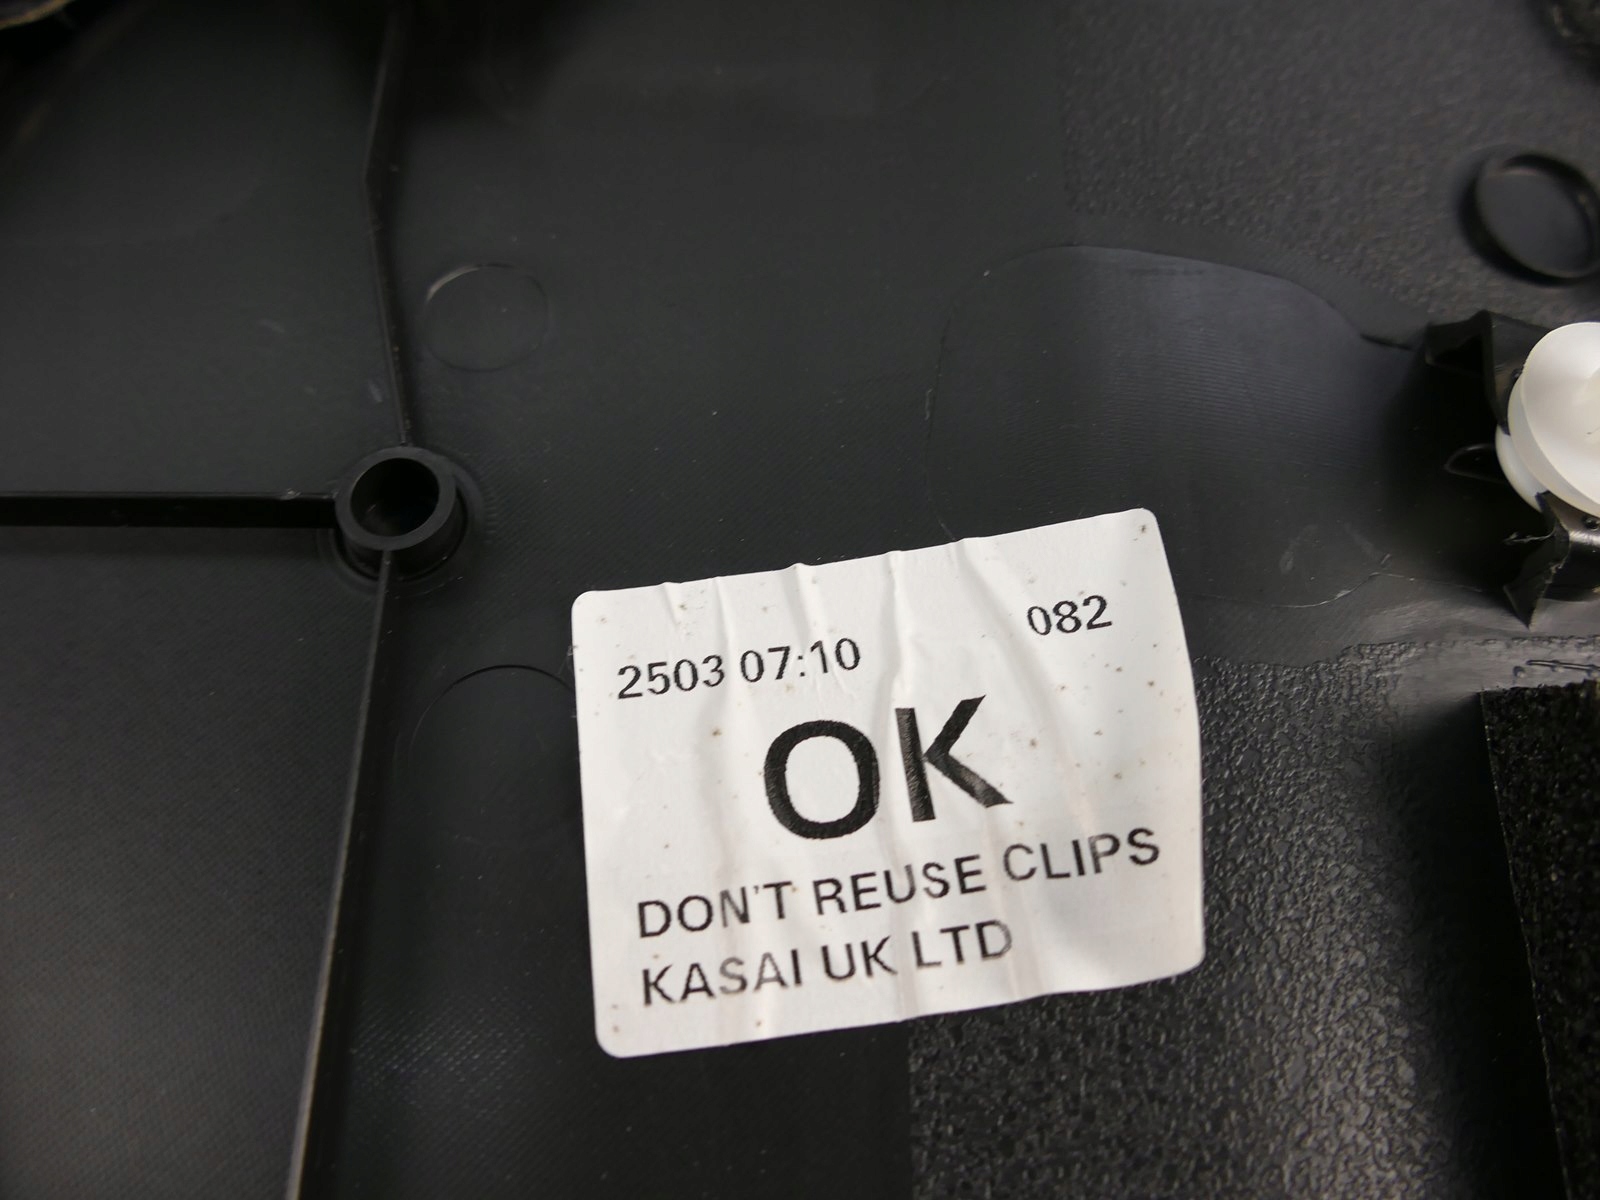 2503 07:10 082
OK
DON'T REUSE CLIPS
KASAI UK LTD